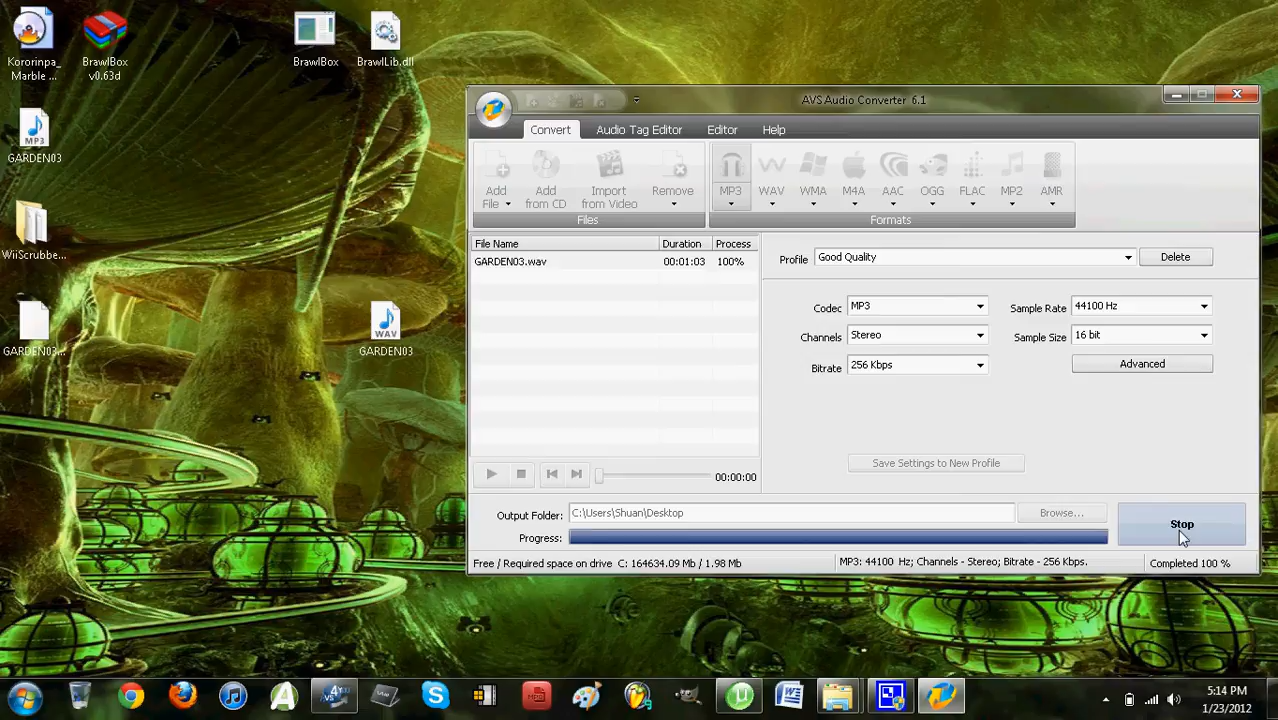 Kororinpa_
Marble ...
BrawlBox
v0.63d
BrawlBox
BrawlLib.dll
MP3
GARDEN03
WiiScrubbe...
GARDEN03...
WAV
GARDEN03
AVS Audio Converter 6.1
Convert
Audio Tag Editor
Editor
Help
Add
File
Add
from CD
Import
from Video
Remove
MP3
WAV
WMA
M4A
AAC
OGG
FLAC
MP2
AMR
Files
Formats
File Name
Duration
Process
GARDEN03.wav
00:01:03
100%
Profile
Good Quality
Delete
Codec
MP3
Sample Rate
44100 Hz
Channels
Stereo
Sample Size
16 bit
Bitrate
256 Kbps
Advanced
Save Settings to New Profile
00:00:00
Output Folder:
C:\Users\Shuan\Desktop
Browse...
Stop
Progress:
Free / Required space on drive C: 164634.09 Mb / 1.98 Mb
MP3: 44100 Hz; Channels - Stereo; Bitrate - 256 Kbps.
Completed 100 %
5:14 PM
1/23/2012